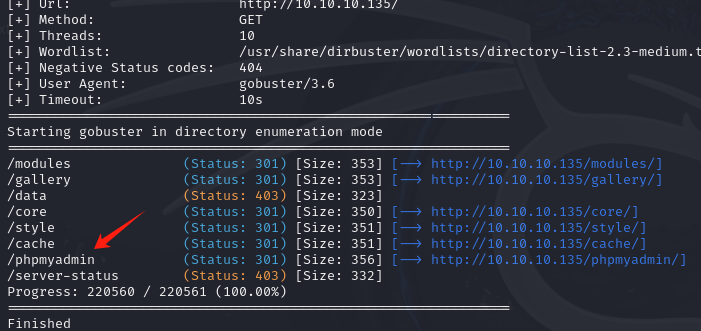 [+] Url:                     http://10.10.10.135/
[+] Method:                  GET
[+] Threads:                 10
[+] Wordlist:                /usr/share/dirbuster/wordlists/directory-list-2.3-medium.t
[+] Negative Status codes:   404
[+] User Agent:              gobuster/3.6
[+] Timeout:                 10s
===============================================================
Starting gobuster in directory enumeration mode
===============================================================
/modules              (Status: 301) [Size: 353] [--> http://10.10.10.135/modules/]
/gallery              (Status: 301) [Size: 353] [--> http://10.10.10.135/gallery/]
/data                 (Status: 403) [Size: 323]
/core                 (Status: 301) [Size: 350] [--> http://10.10.10.135/core/]
/style                (Status: 301) [Size: 351] [--> http://10.10.10.135/style/]
/cache                (Status: 301) [Size: 351] [--> http://10.10.10.135/cache/]
/phpmyadmin           (Status: 301) [Size: 356] [--> http://10.10.10.135/phpmyadmin/]
/server-status        (Status: 403) [Size: 332]
Progress: 220560 / 220561 (100.00%)
===============================================================
Finished